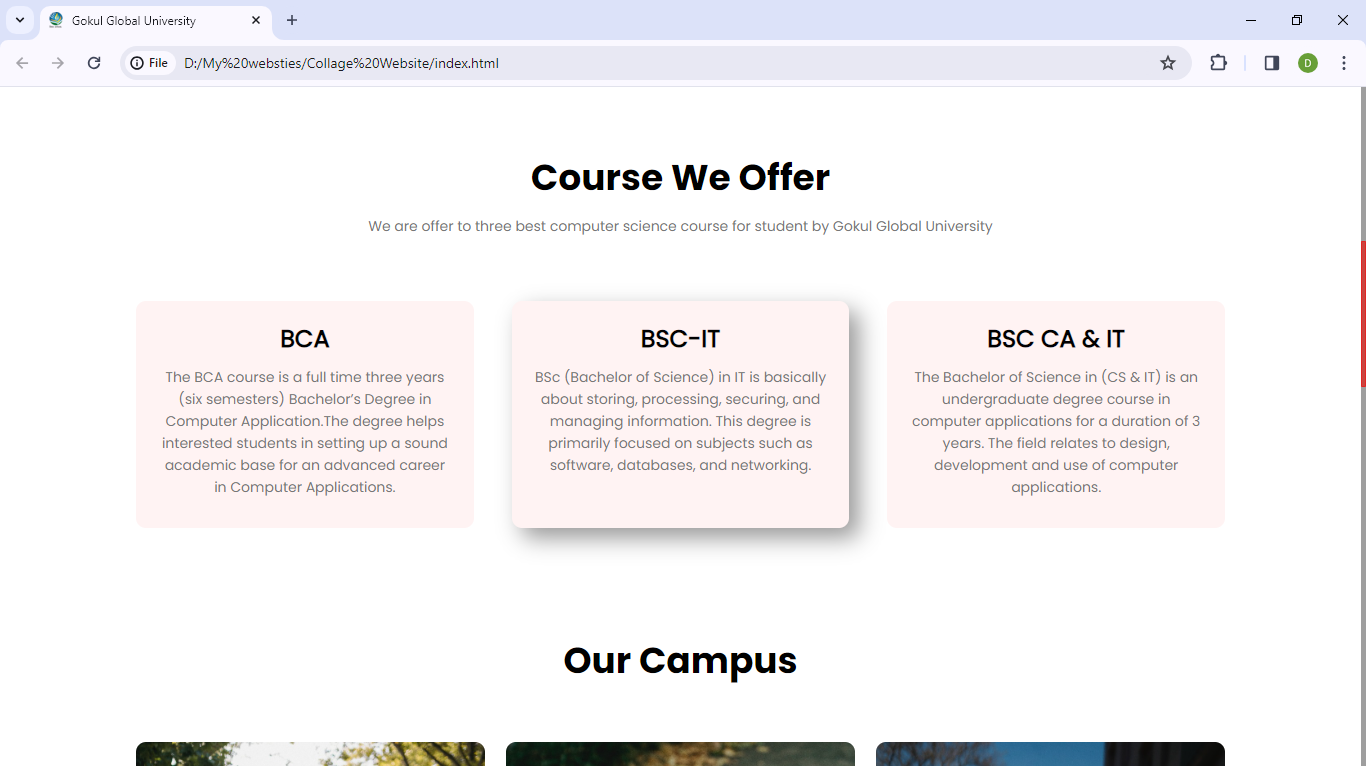 Gokul Global University
File
D:/My%20websties/Collage%20Website/index.html
D
Course We Offer
We are offer to three best computer science course for student by Gokul Global University
BCA
The BCA course is a full time three years
(six semesters) Bachelor’s Degree in
Computer Application.The degree helps
interested students in setting up a sound
academic base for an advanced career
in Computer Applications.
BSC-IT
BSc (Bachelor of Science) in IT is basically
about storing, processing, securing, and
managing information. This degree is
primarily focused on subjects such as
software, databases, and networking.
BSC CA & IT
The Bachelor of Science in (CS & IT) is an
undergraduate degree course in
computer applications for a duration of 3
years. The field relates to design,
development and use of computer
applications.
Our Campus